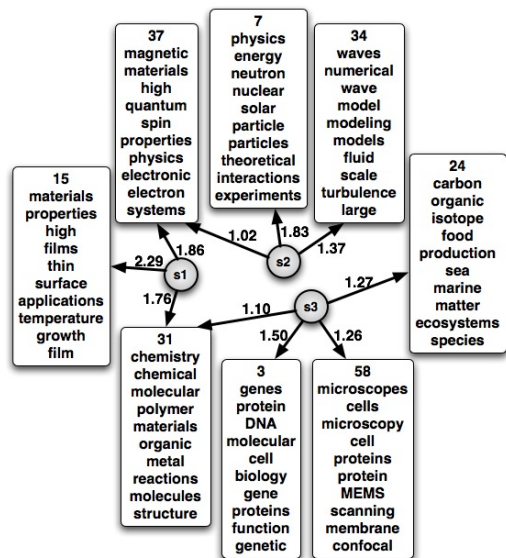 37
magnetic
materials
high
quantum
spin
properties
physics
electronic
electron
systems
7
physics
energy
neutron
nuclear
solar
particle
particles
theoretical
interactions
experiments
34
waves
numerical
wave
model
modeling
models
fluid
scale
turbulence
large
15
materials
properties
high
films
thin
surface
applications
temperature
growth
film
24
carbon
organic
isotope
food
production
sea
marine
matter
ecosystems
species
1.86
2.29
1.76
s1
1.02
1.83
1.37
s2
1.27
1.10
1.50
1.26
s3
31
chemistry
chemical
molecular
polymer
materials
organic
metal
reactions
molecules
structure
3
genes
protein
DNA
molecular
cell
biology
gene
proteins
function
genetic
58
microscopes
cells
microscopy
cell
proteins
protein
MEMS
scanning
membrane
confocal